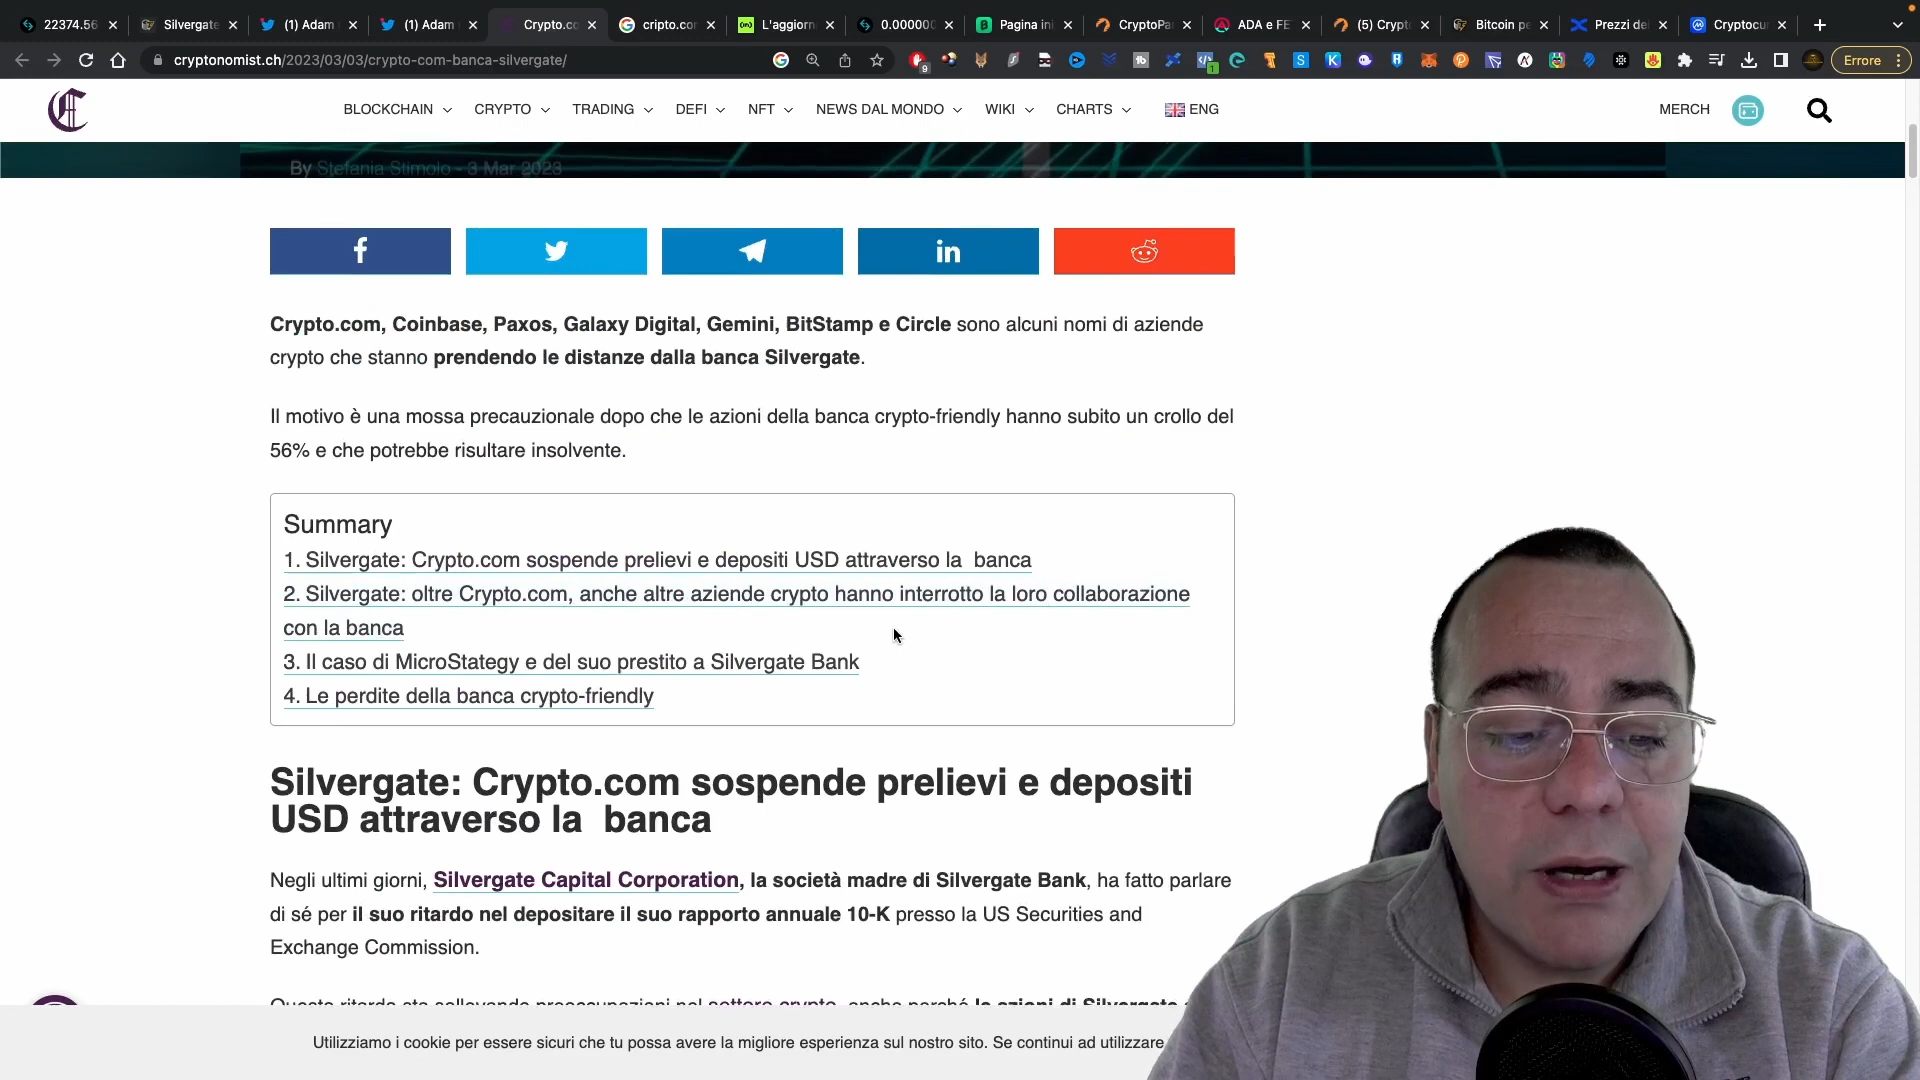 22374.56
Silvergate
(1) Adam
(1) Adam
Crypto.co
cripto.cor
L'aggiorn
0.000000
Pagina ini
CryptoPa
ADA e FE
(5) Crypt
Bitcoin pe
Prezzi de
Cryptocu
cryptonomist.ch/2023/03/03/crypto-com-banca-silvergate/
Errore
BLOCKCHAIN CRYPTO TRADING DEFI NFT NEWS DAL MONDO WIKI CHARTS ENG MERCH
By Stefania Stimolo - 3 Mar 2023
Crypto.com, Coinbase, Paxos, Galaxy Digital, Gemini, BitStamp e Circle sono alcuni nomi di aziende
crypto che stanno prendendo le distanze dalla banca Silvergate.
Il motivo è una mossa precauzionale dopo che le azioni della banca crypto-friendly hanno subito un crollo del
56% e che potrebbe risultare insolvente.
Summary
1. Silvergate: Crypto.com sospende prelievi e depositi USD attraverso la banca
2. Silvergate: oltre Crypto.com, anche altre aziende crypto hanno interrotto la loro collaborazione
con la banca
3. Il caso di MicroStategy e del suo prestito a Silvergate Bank
4. Le perdite della banca crypto-friendly
Silvergate: Crypto.com sospende prelievi e depositi
USD attraverso la banca
Negli ultimi giorni, Silvergate Capital Corporation, la società madre di Silvergate Bank, ha fatto parlare
di sé per il suo ritardo nel depositare il suo rapporto annuale 10-K presso la US Securities and
Exchange Commission.
Questo ritardo sta sollevando preoccupazioni nel settore crypto, anche perché le azioni di Silvergate
Utilizziamo i cookie per essere sicuri che tu possa avere la migliore esperienza sul nostro sito. Se continui ad utilizzare